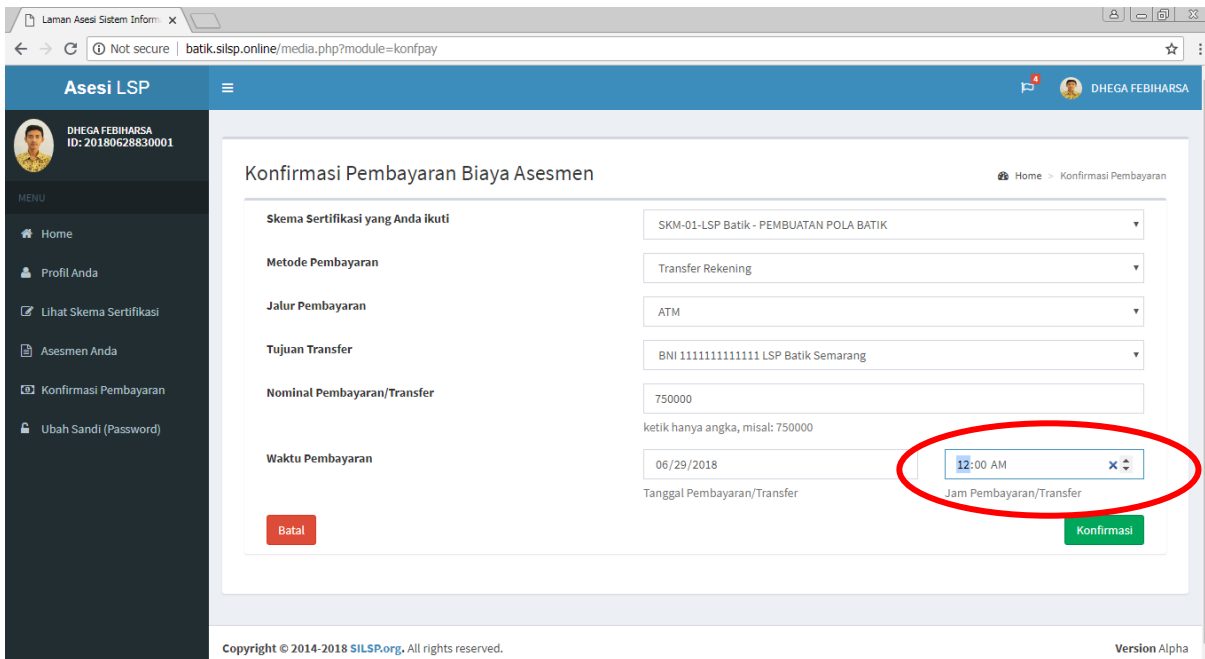 Laman Asesi Sistem Inform
Not secure | batik.silsp.online/media.php?module=konfpay
Asesi LSP
4
DHEGA FEBIHARSA
DHEGA FEBIHARSA
ID: 20180628830001
MENU
Home
Profil Anda
Lihat Skema Sertifikasi
Asesmen Anda
Konfirmasi Pembayaran
Ubah Sandi (Password)
Konfirmasi Pembayaran Biaya Asesmen
Home > Konfirmasi Pembayaran
Skema Sertifikasi yang Anda ikuti
SKM-01-LSP Batik - PEMBUATAN POLA BATIK
Metode Pembayaran
Transfer Rekening
Jalur Pembayaran
ATM
Tujuan Transfer
BNI 1111111111111 LSP Batik Semarang
Nominal Pembayaran/Transfer
750000
ketik hanya angka, misal: 750000
Waktu Pembayaran
06/29/2018
12:00 AM
Tanggal Pembayaran/Transfer
Jam Pembayaran/Transfer
Batal
Konfirmasi
Copyright © 2014-2018 SILSP.org. All rights reserved.
Version Alpha